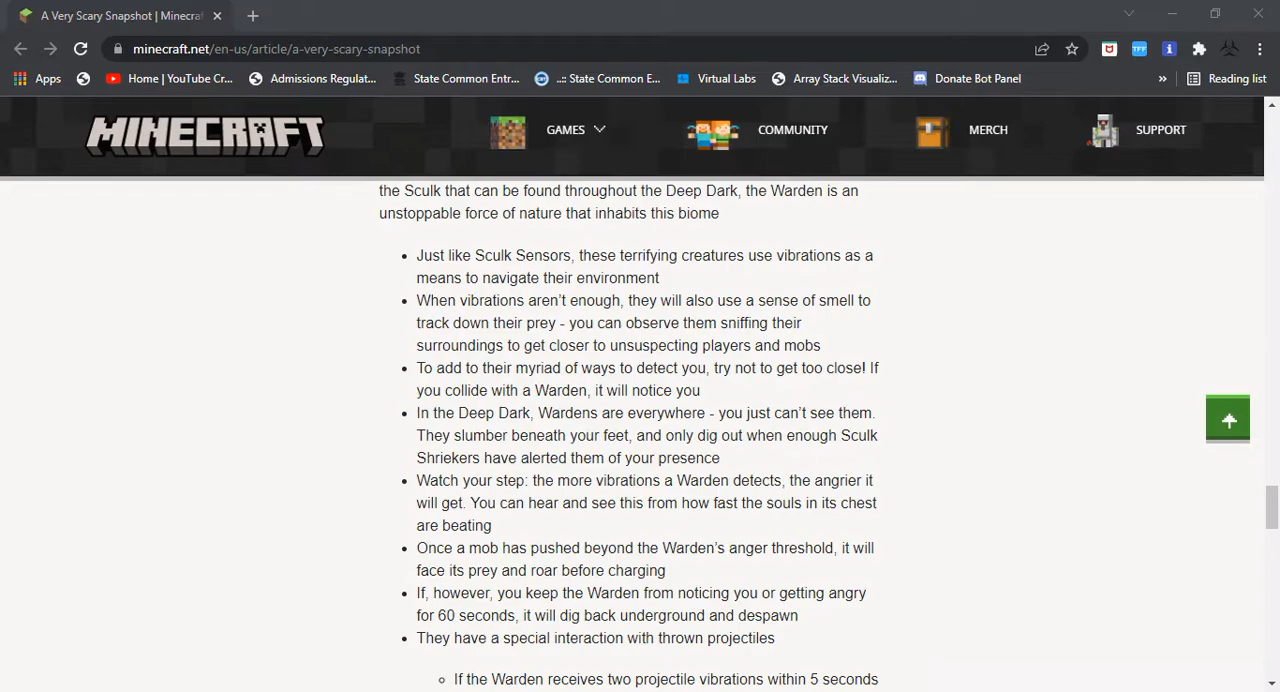 A Very Scary Snapshot | Minecra
minecraft.net/en-us/article/a-very-scary-snapshot
Apps
Home | YouTube Cr...
Admissions Regulat...
State Common Entr...
..:: State Common E...
Virtual Labs
Array Stack Visualiz...
Donate Bot Panel
»
Reading list
MINECRAFT
GAMES
COMMUNITY
MERCH
SUPPORT
the Sculk that can be found throughout the Deep Dark, the Warden is an
unstoppable force of nature that inhabits this biome
• Just like Sculk Sensors, these terrifying creatures use vibrations as a
means to navigate their environment
• When vibrations aren’t enough, they will also use a sense of smell to
track down their prey - you can observe them sniffing their
surroundings to get closer to unsuspecting players and mobs
• To add to their myriad of ways to detect you, try not to get too close! If
you collide with a Warden, it will notice you
• In the Deep Dark, Wardens are everywhere - you just can’t see them.
They slumber beneath your feet, and only dig out when enough Sculk
Shriekers have alerted them of your presence
• Watch your step: the more vibrations a Warden detects, the angrier it
will get. You can hear and see this from how fast the souls in its chest
are beating
• Once a mob has pushed beyond the Warden’s anger threshold, it will
face its prey and roar before charging
• If, however, you keep the Warden from noticing you or getting angry
for 60 seconds, it will dig back underground and despawn
• They have a special interaction with thrown projectiles
◦ If the Warden receives two projectile vibrations within 5 seconds